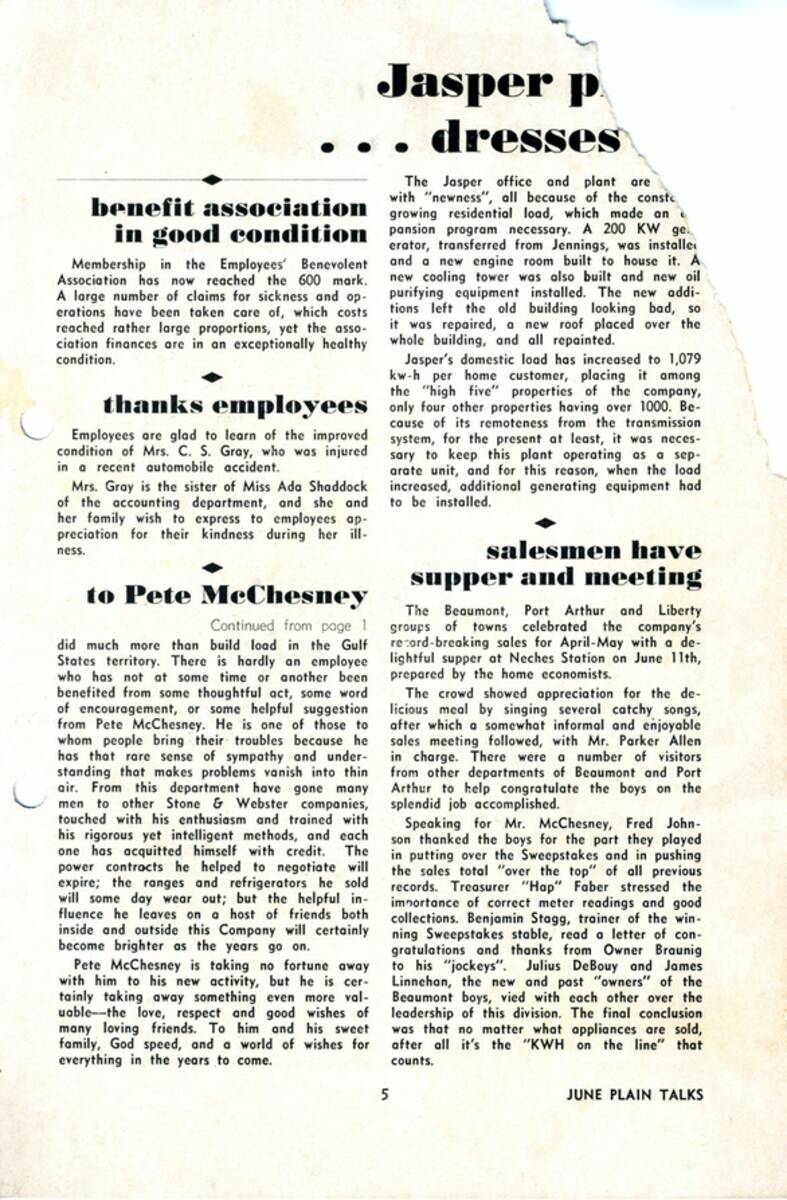 Jasper p
. . . dresses
benefit association
in good condition
Membership in the Employees' Benevolent
Association has now reached the 600 mark.
A large number of claims for sickness and op-
erations have been taken care of, which costs
reached rather large proportions, yet the asso-
ciation finances are in an exceptionally healthy
condition.
thanks employees
Employees are glad to learn of the improved
condition of Mrs. C. S. Gray, who was injured
in a recent automobile accident.
Mrs. Gray is the sister of Miss Ada Shaddock
of the accounting department, and she and
her family wish to express to employees ap-
preciation for their kindness during her ill-
ness.
to Pete McChesney
Continued from page 1
did much more than build load in the Gulf
States territory. There is hardly an employee
who has not at some time or another been
benefited from some thoughtful act, some word
of encouragement, or some helpful suggestion
from Pete McChesney. He is one of those to
whom people bring their troubles because he
has that rare sense of sympathy and under-
standing that makes problems vanish into thin
air. From this department have gone many
men to other Stone & Webster companies,
touched with his enthusiasm and trained with
his rigorous yet intelligent methods, and each
one has acquitted himself with credit. The
power contracts he helped to negotiate will
expire; the ranges and refrigerators he sold
will some day wear out; but the helpful in-
fluence he leaves on a host of friends both
inside and outside this Company will certainly
become brighter as the years go on.
Pete McChesney is taking no fortune away
with him to his new activity, but he is cer-
tainly taking away something even more val-
uable—the love, respect and good wishes of
many loving friends. To him and his sweet
family, God speed, and a world of wishes for
everything in the years to come.
The Jasper office and plant are
with "newness", all because of the
growing residential load, which made an
pansion program necessary. A 200 KW ge
erator, transferred from Jennings, was installed
and a new engine room built to house it. A
new cooling tower was also built and new oil
purifying equipment installed. The new addi-
tions left the old building looking bad, so
it was repaired, a new roof placed over the
whole building, and all repainted.
Jasper's domestic load has increased to 1,079
kw-h per home customer, placing it among
the "high five" properties of the company,
only four other properties having over 1000. Be-
cause of its remoteness from the transmission
system, for the present at least, it was neces-
sary to keep this plant operating as a sep-
arate unit, and for this reason, when the load
increased, additional generating equipment had
to be installed.
salesmen have
supper and meeting
The Beaumont, Port Arthur and Liberty
groups of towns celebrated the company's
record-breaking sales for April-May with a de-
lightful supper at Neches Station on June 11th,
prepared by the home economists.
The crowd showed appreciation for the de-
licious meal by singing several catchy songs,
after which a somewhat informal and enjoyable
sales meeting followed, with Mr. Parker Allen
in charge. There were a number of visitors
from other departments of Beaumont and Port
Arthur to help congratulate the boys on the
splendid job accomplished.
Speaking for Mr. McChesney, Fred John-
son thanked the boys for the part they played
in putting over the Sweepstakes and in pushing
the sales total "over the top" of all previous
records. Treasurer "Hap" Faber stressed the
importance of correct meter readings and good
collections. Benjamin Stagg, trainer of the win-
ning Sweepstakes stable, read a letter of con-
gratulations and thanks from Owner Braunig
to his "jockeys". Julius DeBouy and James
Linnehan, the new and past "owners" of the
Beaumont boys, vied with each other over the
leadership of this division. The final conclusion
was that no matter what appliances are sold,
after all it's the "KWH on the line" that
counts.
5 JUNE PLAIN TALKS